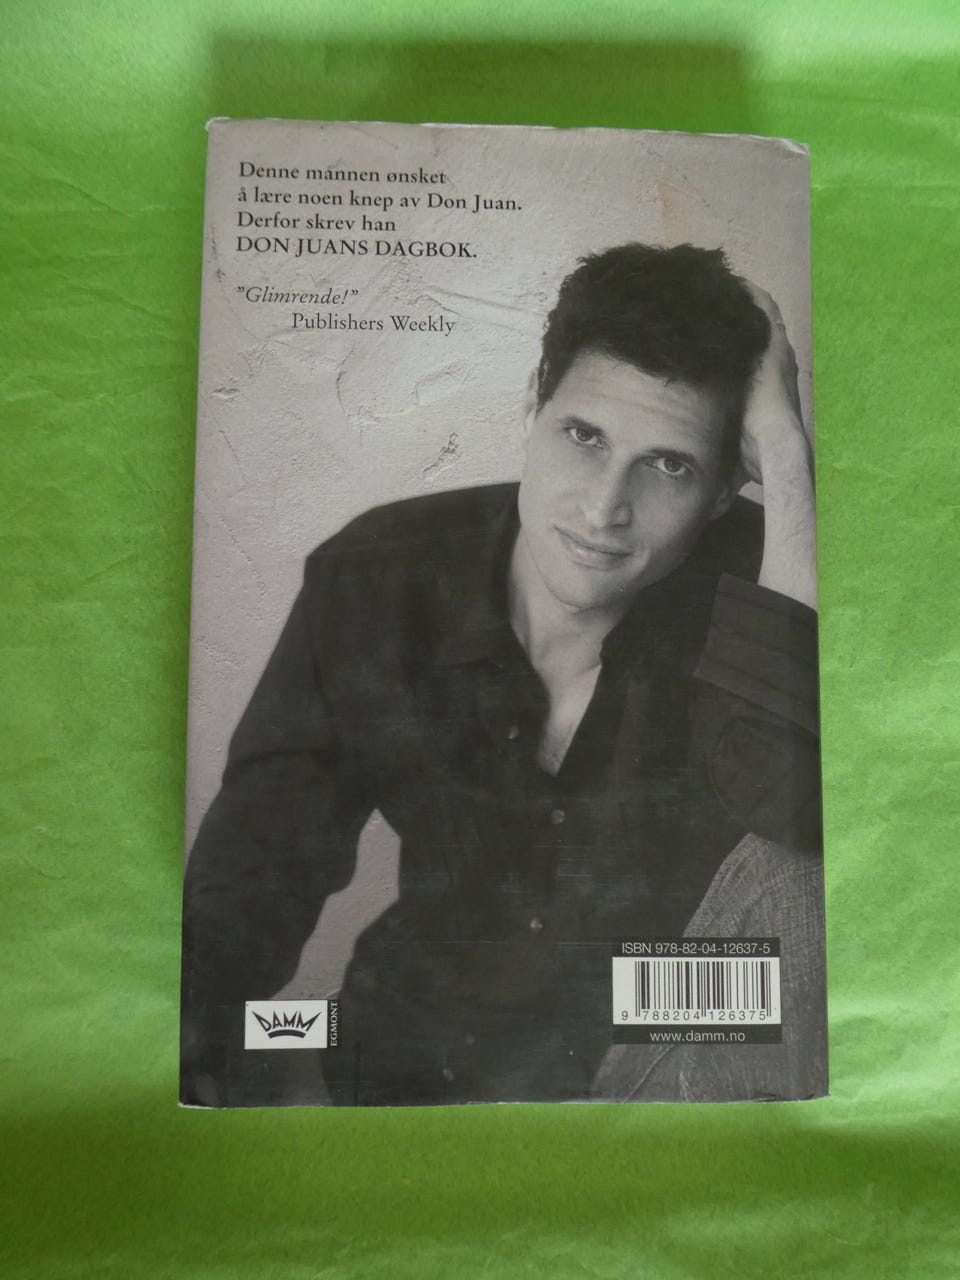 Denne mannen ønsket
å lære noen knep av Don Juan.
Derfor skrev han
DON JUANS DAGBOK.
”Glimrende!”
Publishers Weekly
ISBN 978-82-04-12637-5
9 788204 126375
www.damm.no
DAMM
EGMONT